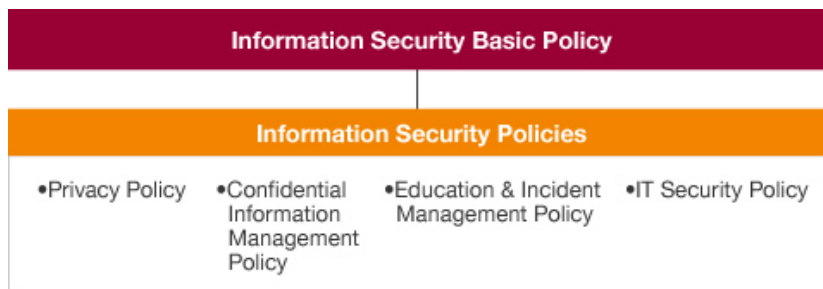 Information Security Basic Policy
Information Security Policies
•Privacy Policy
•Confidential
Information
Management
Policy
•Education & Incident
Management Policy
•IT Security Policy